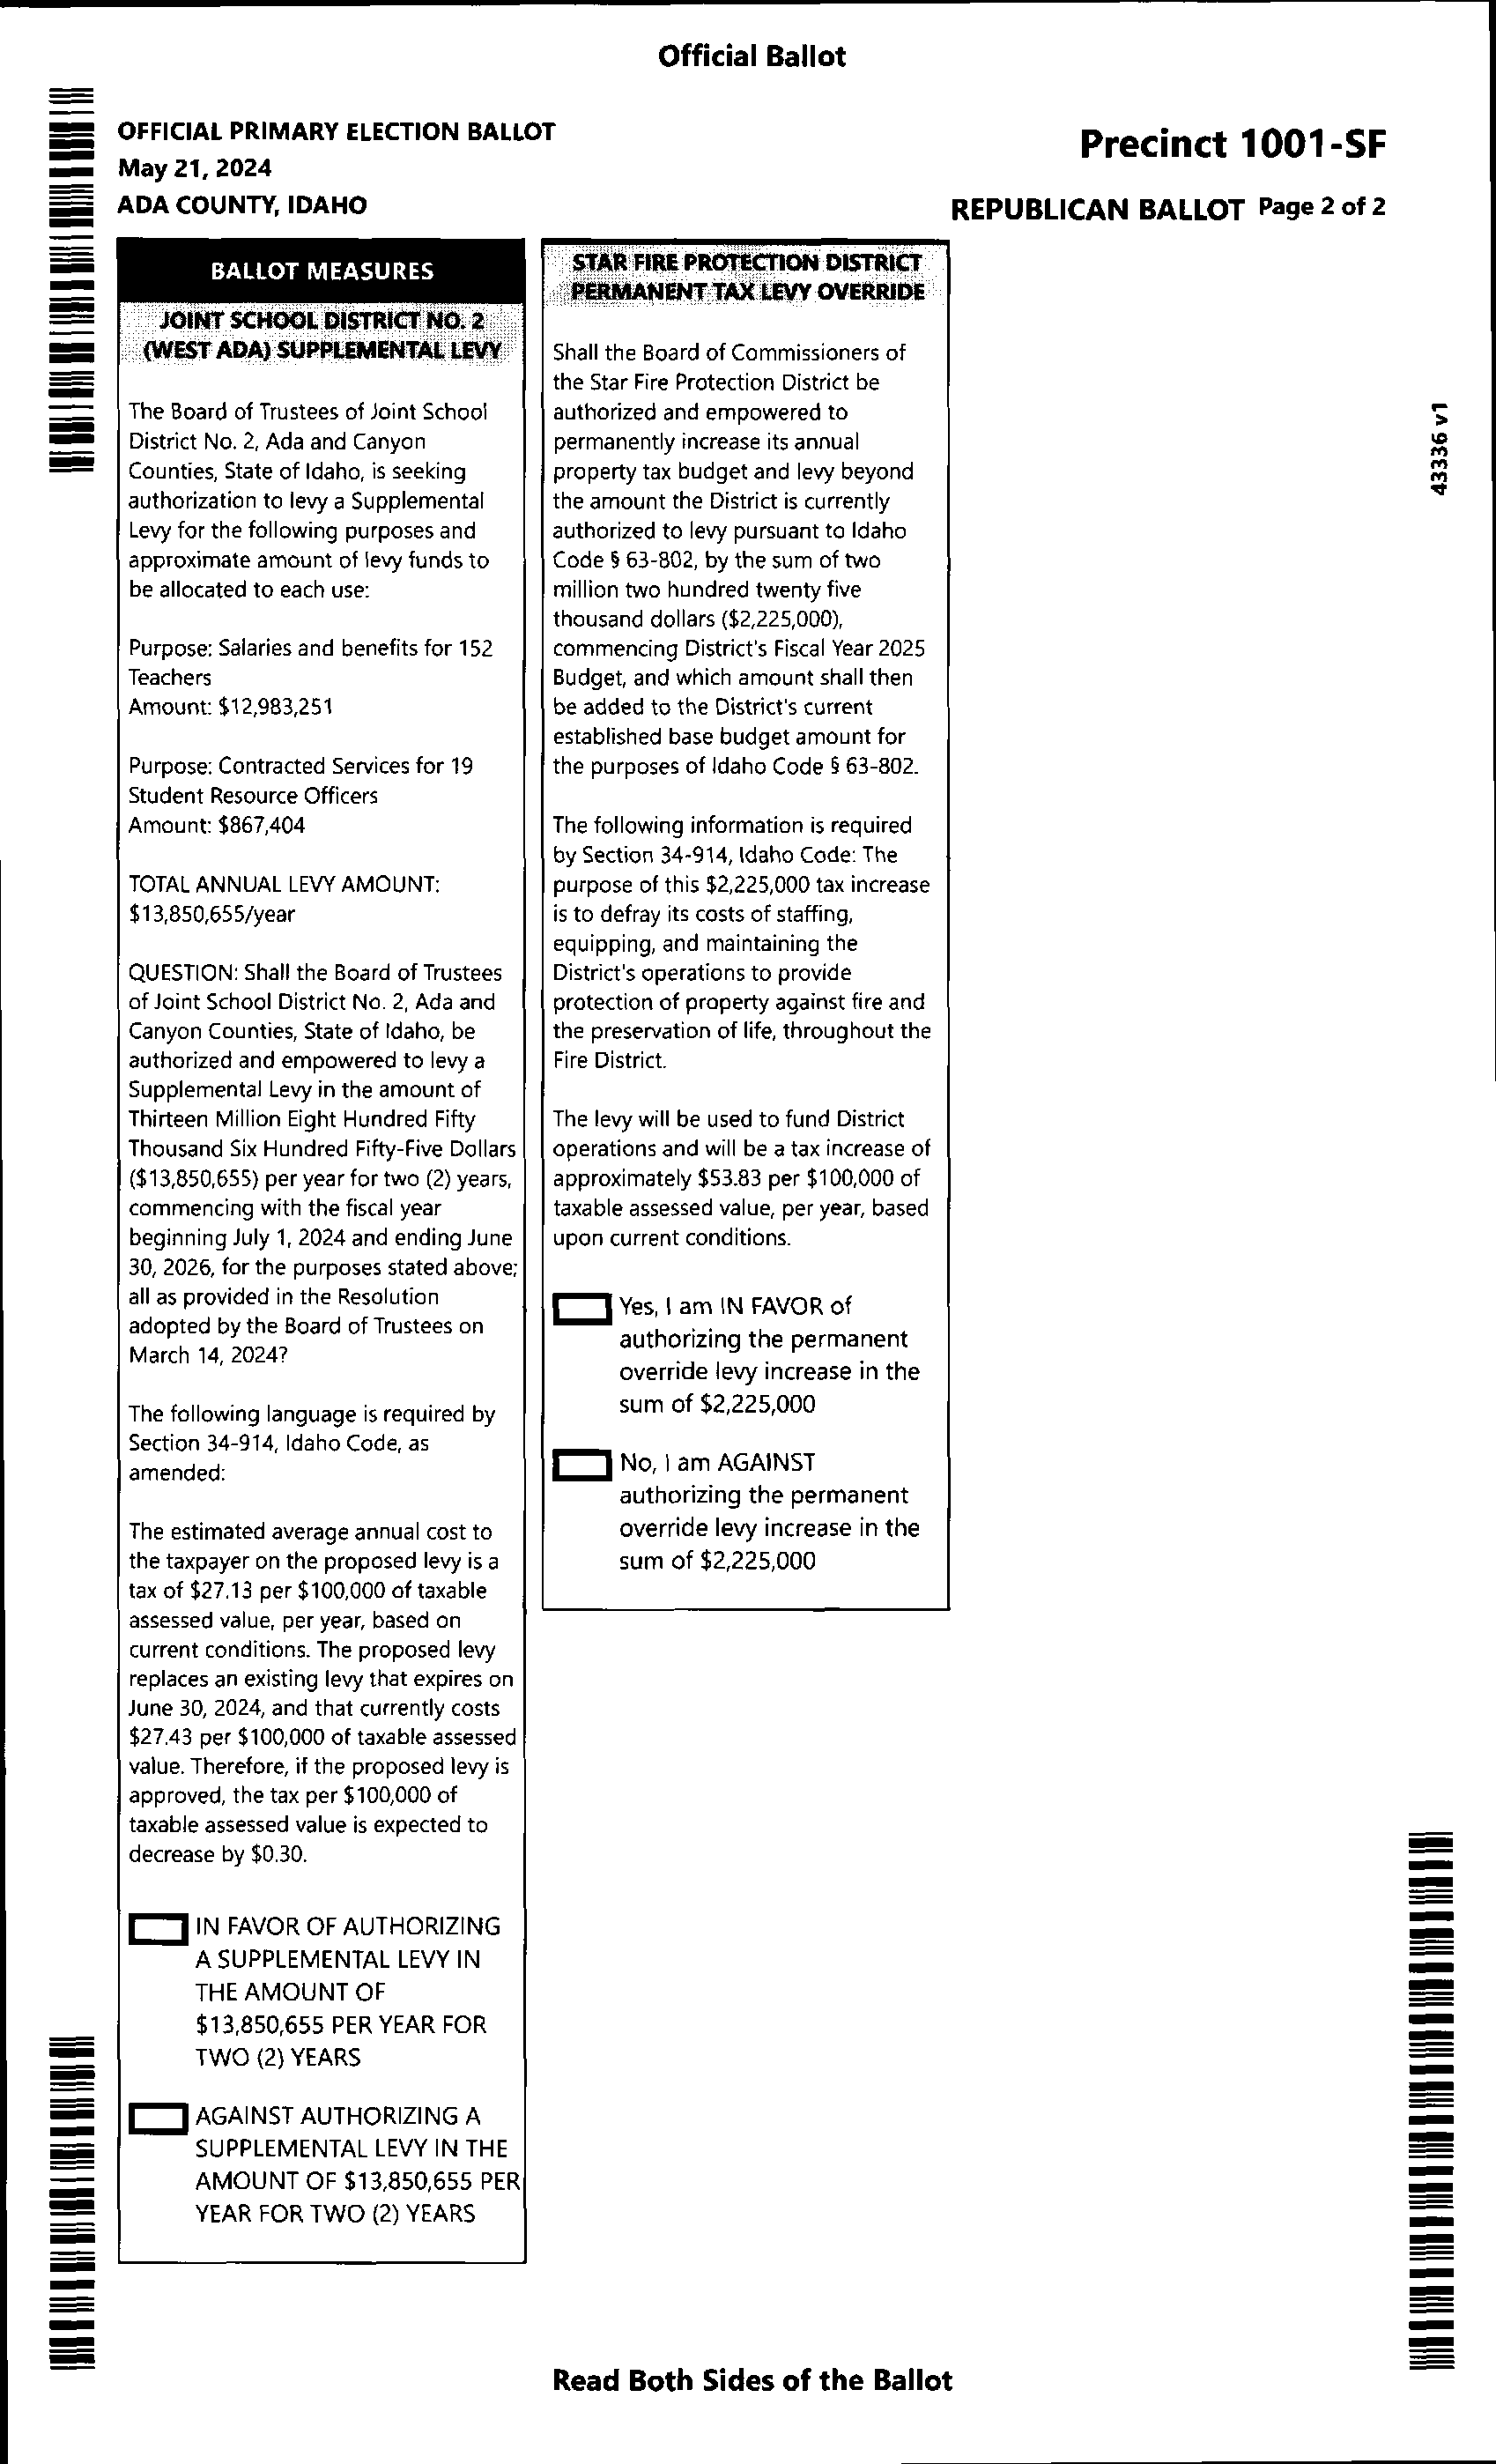 Official Ballot
OFFICIAL PRIMARY ELECTION BALLOT
May 21, 2024
ADA COUNTY, IDAHO
Precinct 1001-SF
REPUBLICAN BALLOT Page 2 of 2
BALLOT MEASURES
JOINT SCHOOL DISTRICT NO. 2
(WEST ADA) SUPPLEMENTAL LEVY
The Board of Trustees of Joint School
District No. 2, Ada and Canyon
Counties, State of Idaho, is seeking
authorization to levy a Supplemental
Levy for the following purposes and
approximate amount of levy funds to
be allocated to each use:
Purpose: Salaries and benefits for 152
Teachers
Amount: $12,983,251
Purpose: Contracted Services for 19
Student Resource Officers
Amount: $867,404
TOTAL ANNUAL LEVY AMOUNT:
$13,850,655/year
QUESTION: Shall the Board of Trustees
of Joint School District No. 2, Ada and
Canyon Counties, State of Idaho, be
authorized and empowered to levy a
Supplemental Levy in the amount of
Thirteen Million Eight Hundred Fifty
Thousand Six Hundred Fifty-Five Dollars
($13,850,655) per year for two (2) years,
commencing with the fiscal year
beginning July 1, 2024 and ending June
30, 2026, for the purposes stated above;
all as provided in the Resolution
adopted by the Board of Trustees on
March 14, 2024?
The following language is required by
Section 34-914, Idaho Code, as
amended:
The estimated average annual cost to
the taxpayer on the proposed levy is a
tax of $27.13 per $100,000 of taxable
assessed value, per year, based on
current conditions. The proposed levy
replaces an existing levy that expires on
June 30, 2024, and that currently costs
$27.43 per $100,000 of taxable assessed
value. Therefore, if the proposed levy is
approved, the tax per $100,000 of
taxable assessed value is expected to
decrease by $0.30.
IN FAVOR OF AUTHORIZING
A SUPPLEMENTAL LEVY IN
THE AMOUNT OF
$13,850,655 PER YEAR FOR
TWO (2) YEARS
AGAINST AUTHORIZING A
SUPPLEMENTAL LEVY IN THE
AMOUNT OF $13,850,655 PER
YEAR FOR TWO (2) YEARS
STAR FIRE PROTECTION DISTRICT
PERMANENT TAX LEVY OVERRIDE
Shall the Board of Commissioners of
the Star Fire Protection District be
authorized and empowered to
permanently increase its annual
property tax budget and levy beyond
the amount the District is currently
authorized to levy pursuant to Idaho
Code § 63-802, by the sum of two
million two hundred twenty five
thousand dollars ($2,225,000),
commencing District's Fiscal Year 2025
Budget, and which amount shall then
be added to the District's current
established base budget amount for
the purposes of Idaho Code § 63-802.
The following information is required
by Section 34-914, Idaho Code: The
purpose of this $2,225,000 tax increase
is to defray its costs of staffing,
equipping, and maintaining the
District's operations to provide
protection of property against fire and
the preservation of life, throughout the
Fire District.
The levy will be used to fund District
operations and will be a tax increase of
approximately $53.83 per $100,000 of
taxable assessed value, per year, based
upon current conditions.
Yes, I am IN FAVOR of
authorizing the permanent
override levy increase in the
sum of $2,225,000
No, I am AGAINST
authorizing the permanent
override levy increase in the
sum of $2,225,000
43336 v1
Read Both Sides of the Ballot